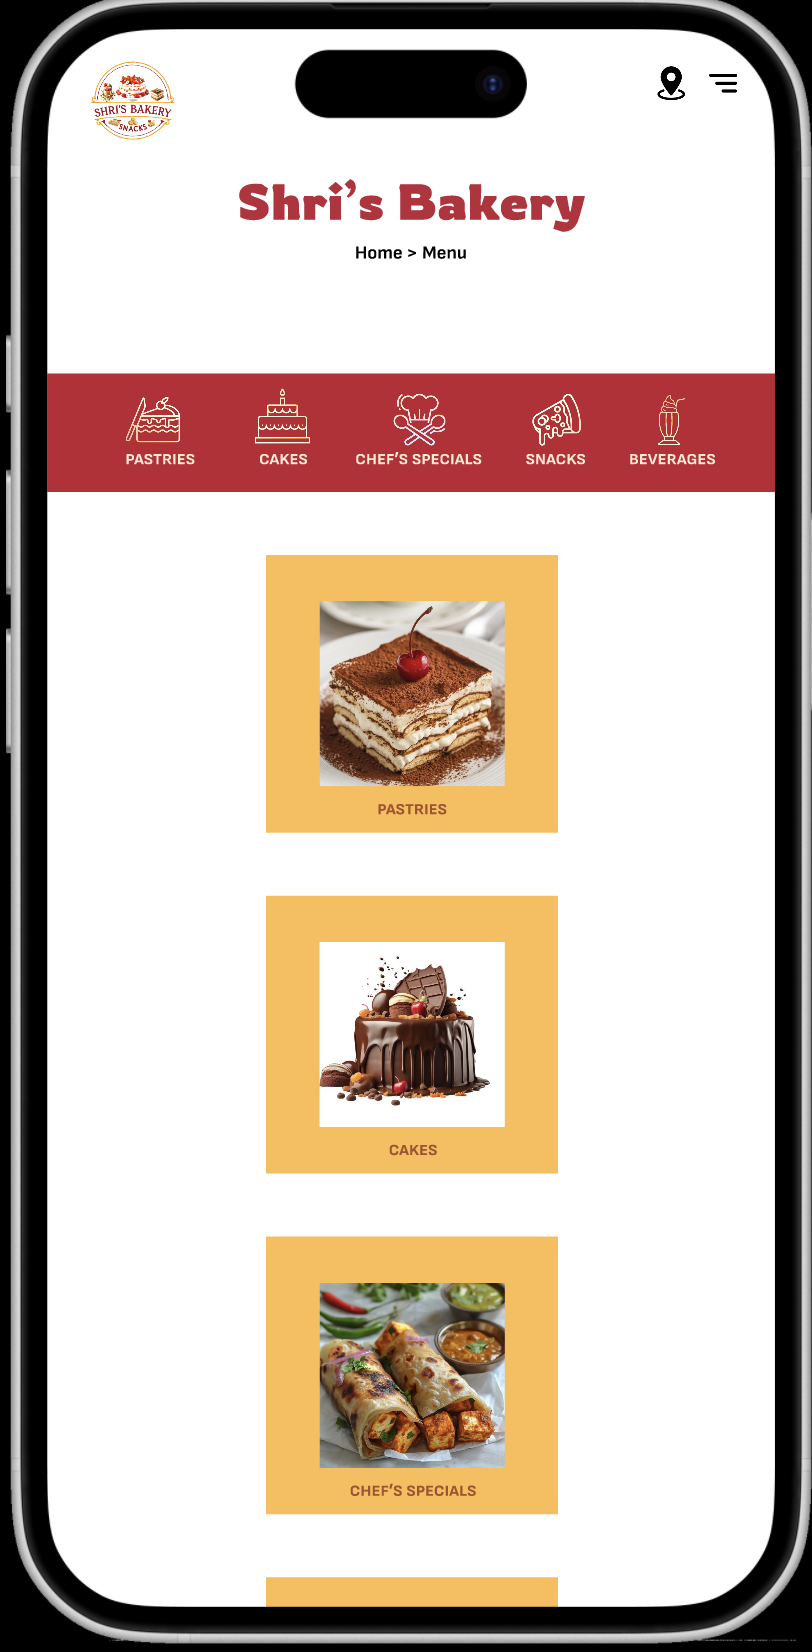 SHRI'S BAKERY
SNACKS
Shri's Bakery
Home > Menu
PASTRIES CAKES CHEF'S SPECIALS SNACKS BEVERAGES
PASTRIES
CAKES
CHEF'S SPECIALS